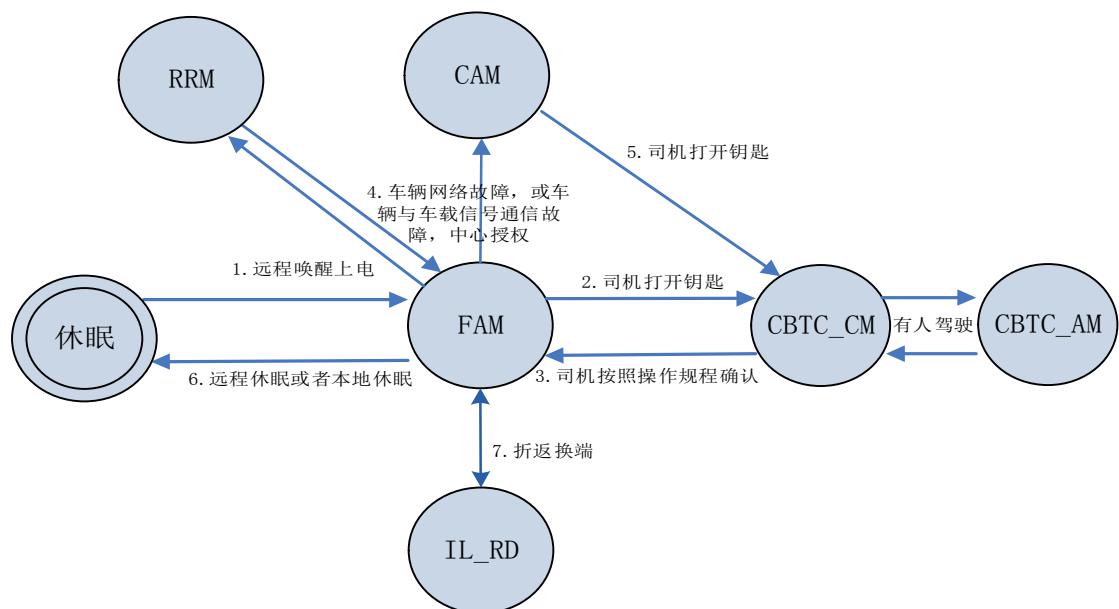 RRM
CAM
5.司机打开钥匙
4.车辆网络故障，或车
辆与车载信号通信故
障，中心授权
1.远程唤醒上电
2.司机打开钥匙
休眠
FAM
CBTC_CM
有人驾驶
CBTC_AM
6.远程休眠或者本地休眠
3.司机按照操作规程确认
7.折返换端
IL_RD